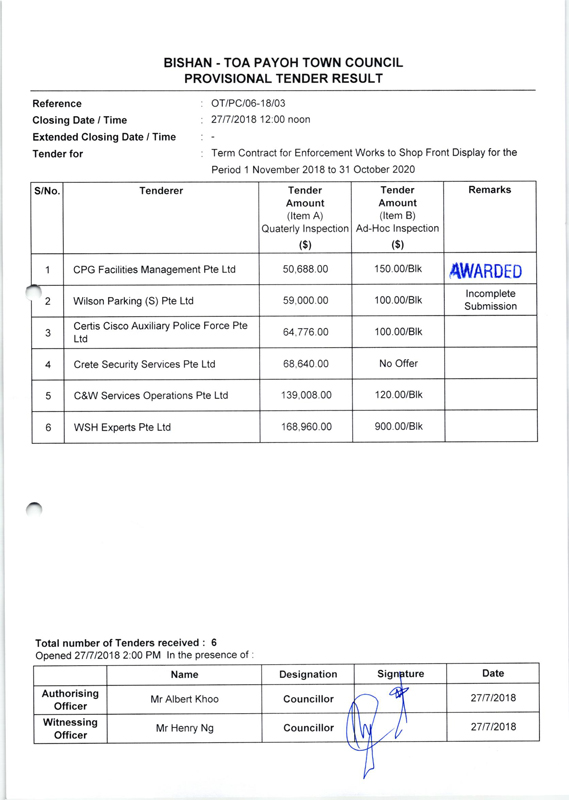 BISHAN - TOA PAYOH TOWN COUNCIL
PROVISIONAL TENDER RESULT
Reference : OT/PC/06-18/03
Closing Date / Time : 27/7/2018 12:00 noon
Extended Closing Date / Time : -
Tender for : Term Contract for Enforcement Works to Shop Front Display for the
Period 1 November 2018 to 31 October 2020
S/No. Tenderer Tender Tender Remarks
Amount Amount
(Item A) (Item B)
Quaterly Inspection Ad-Hoc Inspection
($) ($)
1 CPG Facilities Management Pte Ltd 50,688.00 150.00/Blk AWARDED
2 Wilson Parking (S) Pte Ltd 59,000.00 100.00/Blk Incomplete
Submission
3 Certis Cisco Auxiliary Police Force Pte
Ltd 64,776.00 100.00/Blk
4 Crete Security Services Pte Ltd 68,640.00 No Offer
5 C&W Services Operations Pte Ltd 139,008.00 120.00/Blk
6 WSH Experts Pte Ltd 168,960.00 900.00/Blk
Total number of Tenders received : 6
Opened 27/7/2018 2:00 PM In the presence of :
Name Designation Signature Date
Authorising
Officer Mr Albert Khoo Councillor 27/7/2018
Witnessing
Officer Mr Henry Ng Councillor 27/7/2018